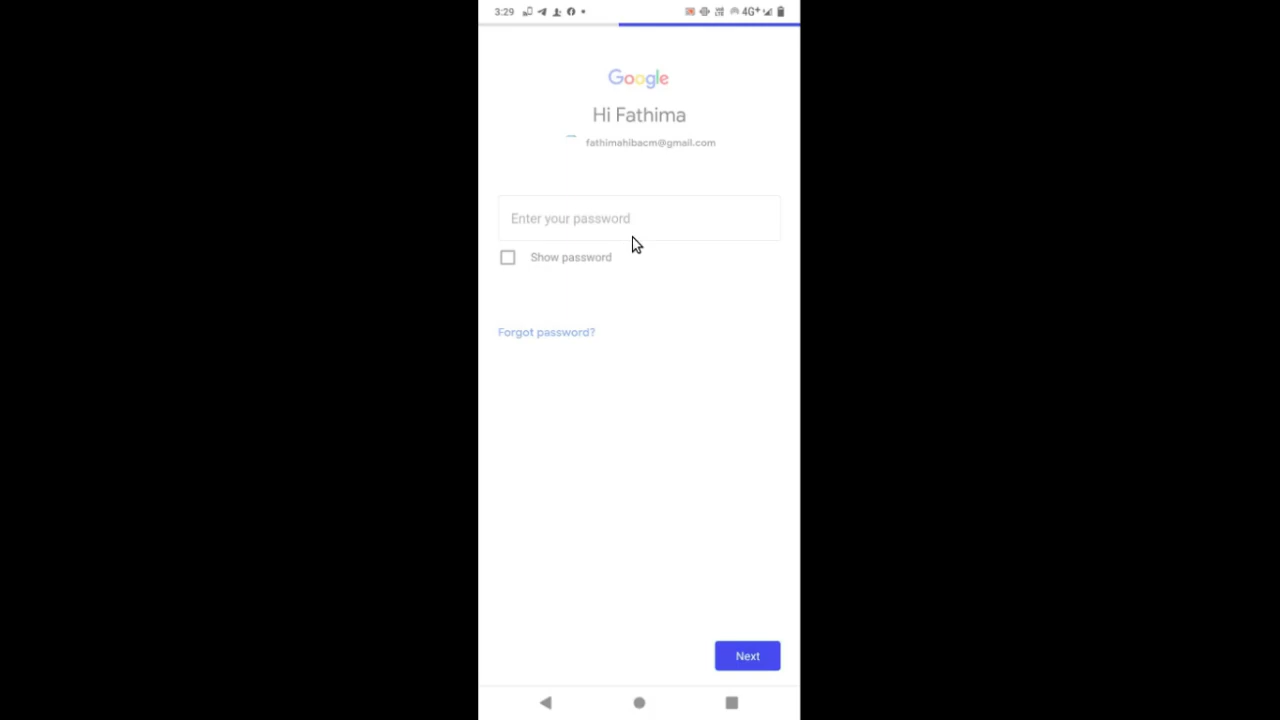 3:29 4G+
Google
Hi Fathima
fathimahibacm@gmail.com
Enter your password
Show password
Forgot password?
Next